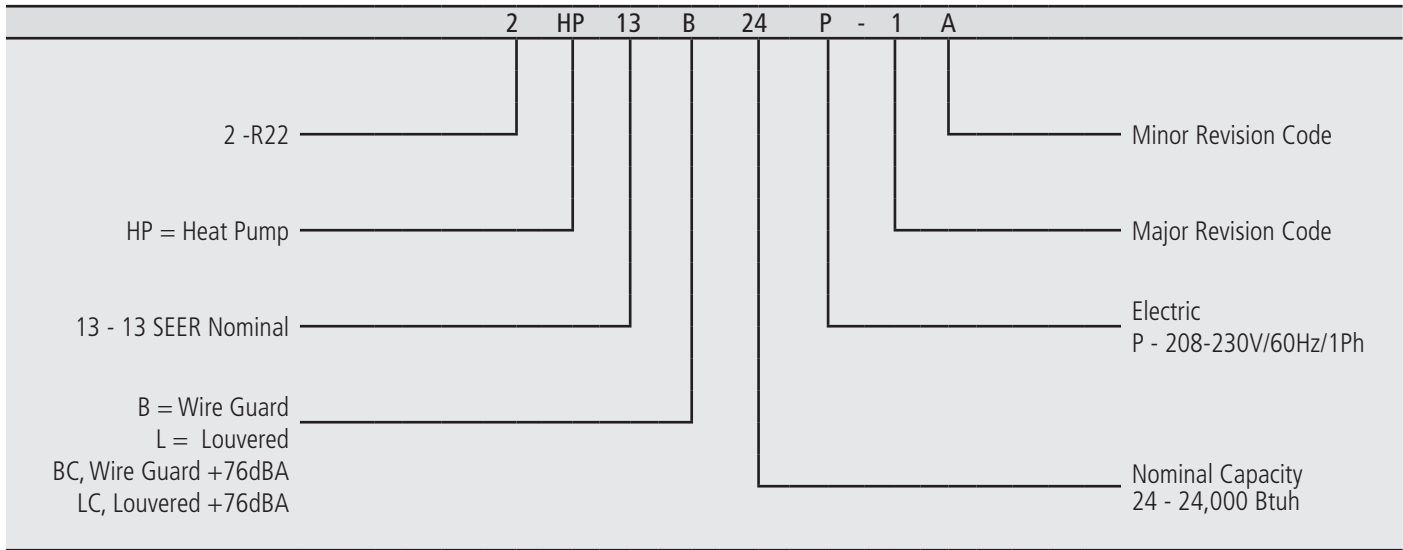 2 HP 13 B 24 P - 1 A
2 -R22
HP = Heat Pump
13 - 13 SEER Nominal
B = Wire Guard
L = Louvered
BC, Wire Guard +76dBA
LC, Louvered +76dBA
Minor Revision Code
Major Revision Code
Electric
P - 208-230V/60Hz/1Ph
Nominal Capacity
24 - 24,000 Btuh